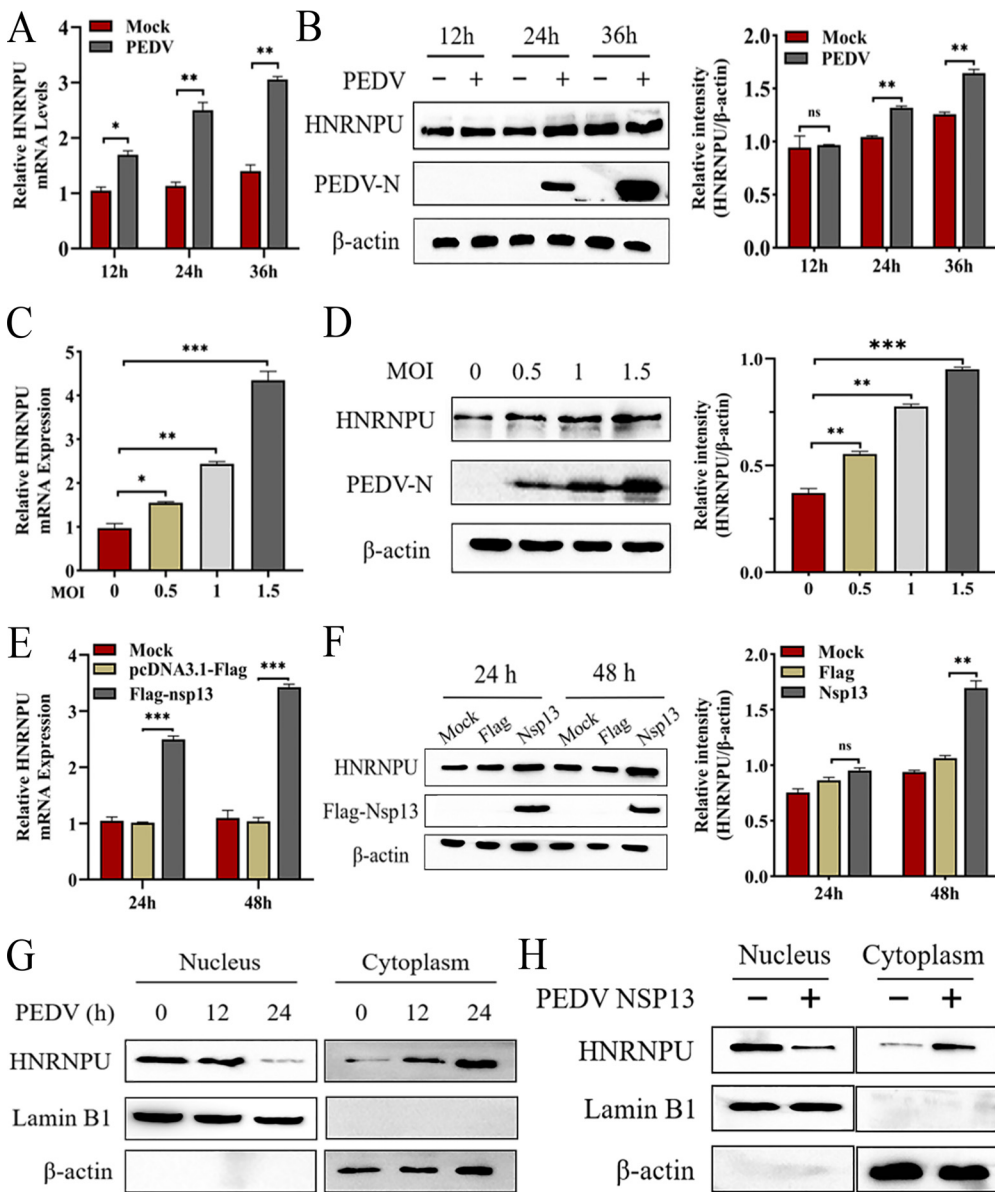 A
Relative HNRNPU
mRNA Levels
4
3
2
1
0
Mock
PEDV
*
**
**
12h
24h
36h
B
12h
24h
36h
PEDV
− + − + − +
HNRNPU
PEDV-N
β-actin
Relative intensity
(HNRNPU/β-actin)
2.0
1.5
1.0
0.5
0.0
Mock
PEDV
ns
**
**
12h
24h
36h
C
Relative HNRNPU
mRNA Expression
5
4
3
2
1
0
***
**
*
MOI
0
0.5
1
1.5
D
MOI
0
0.5
1
1.5
HNRNPU
PEDV-N
β-actin
Relative intensity
(HNRNPU/β-actin)
1.0
0.5
0.0
***
**
**
0
0.5
1
1.5
E
Relative HNRNPU
mRNA Expression
4
3
2
1
0
Mock
pcDNA3.1-Flag
Flag-nsp13
***
***
24h
48h
F
24 h
48 h
Mock
Flag
Nsp13
Mock
Flag
Nsp13
HNRNPU
Flag-Nsp13
β-actin
Relative intensity
(HNRNPU/β-actin)
2.0
1.5
1.0
0.5
0.0
Mock
Flag
Nsp13
ns
**
24h
48h
G
Nucleus
Cytoplasm
PEDV (h)
0
12
24
0
12
24
HNRNPU
Lamin B1
β-actin
H
Nucleus
Cytoplasm
PEDV NSP13
− + − +
HNRNPU
Lamin B1
β-actin